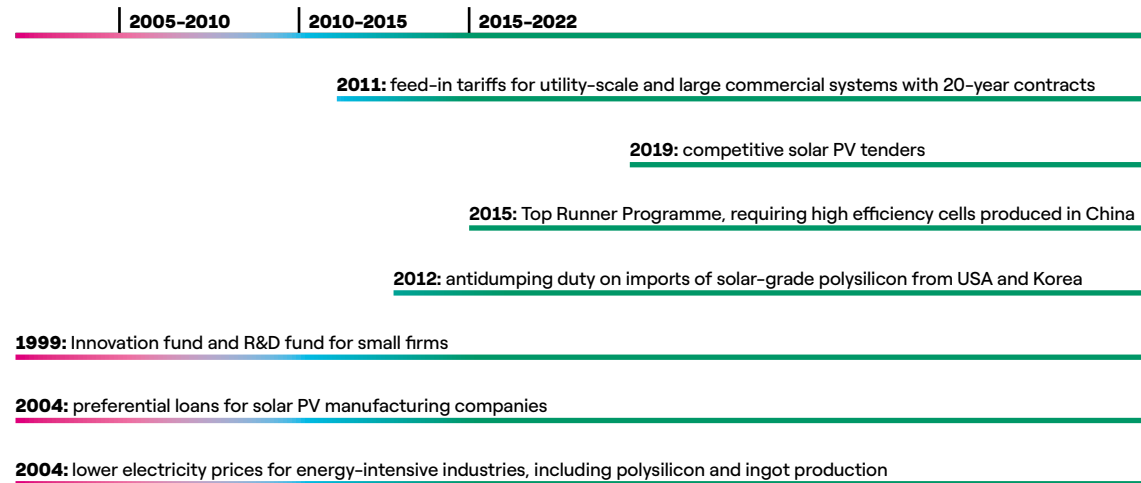 2005-2010
2010-2015
2015-2022
2011: feed-in tariffs for utility-scale and large commercial systems with 20-year contracts
2019: competitive solar PV tenders
2015: Top Runner Programme, requiring high efficiency cells produced in China
2012: antidumping duty on imports of solar-grade polysilicon from USA and Korea
1999: Innovation fund and R&D fund for small firms
2004: preferential loans for solar PV manufacturing companies
2004: lower electricity prices for energy-intensive industries, including polysilicon and ingot production